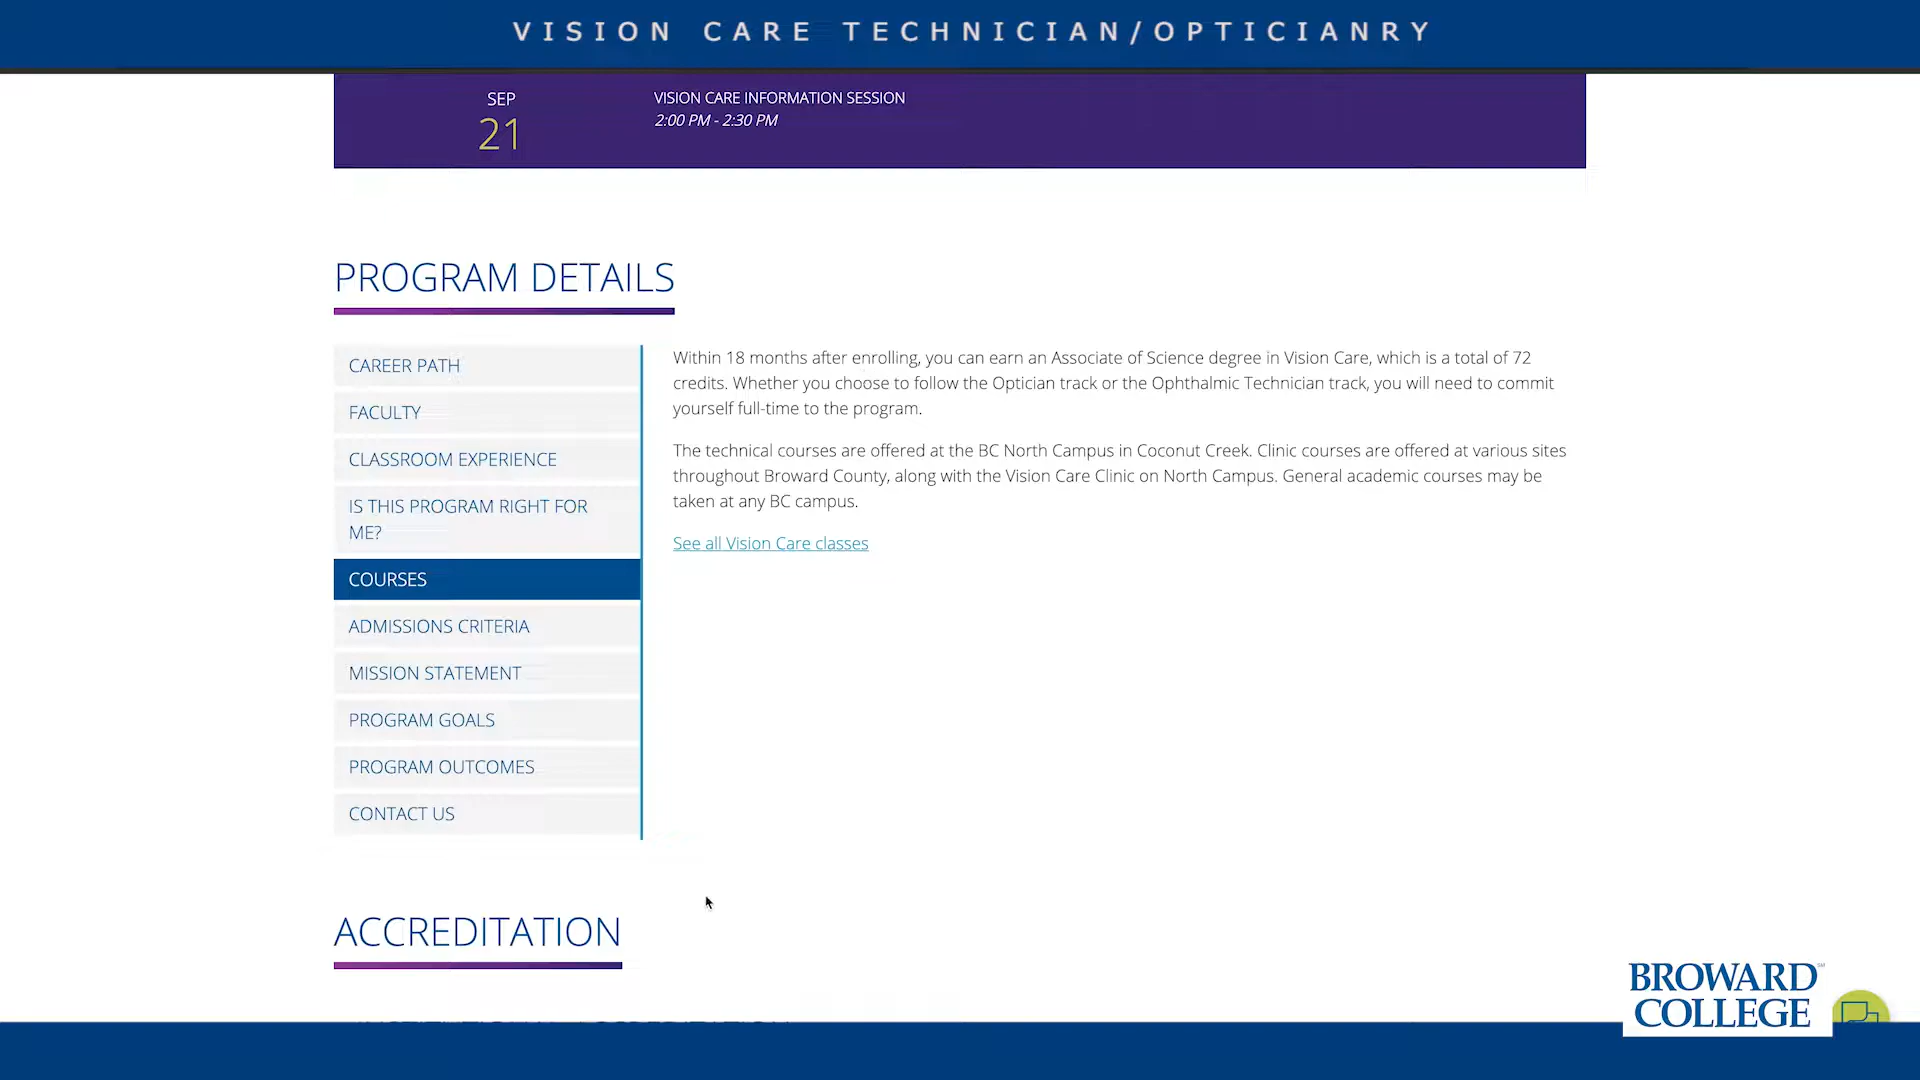 VISION CARE TECHNICIAN/OPTICIANRY
SEP
21
VISION CARE INFORMATION SESSION
2:00 PM - 2:30 PM
PROGRAM DETAILS
CAREER PATH
FACULTY
CLASSROOM EXPERIENCE
IS THIS PROGRAM RIGHT FOR
ME?
COURSES
ADMISSIONS CRITERIA
MISSION STATEMENT
PROGRAM GOALS
PROGRAM OUTCOMES
CONTACT US
Within 18 months after enrolling, you can earn an Associate of Science degree in Vision Care, which is a total of 72
credits. Whether you choose to follow the Optician track or the Ophthalmic Technician track, you will need to commit
yourself full-time to the program.
The technical courses are offered at the BC North Campus in Coconut Creek. Clinic courses are offered at various sites
throughout Broward County, along with the Vision Care Clinic on North Campus. General academic courses may be
taken at any BC campus.
See all Vision Care classes
ACCREDITATION
BROWARD
COLLEGE